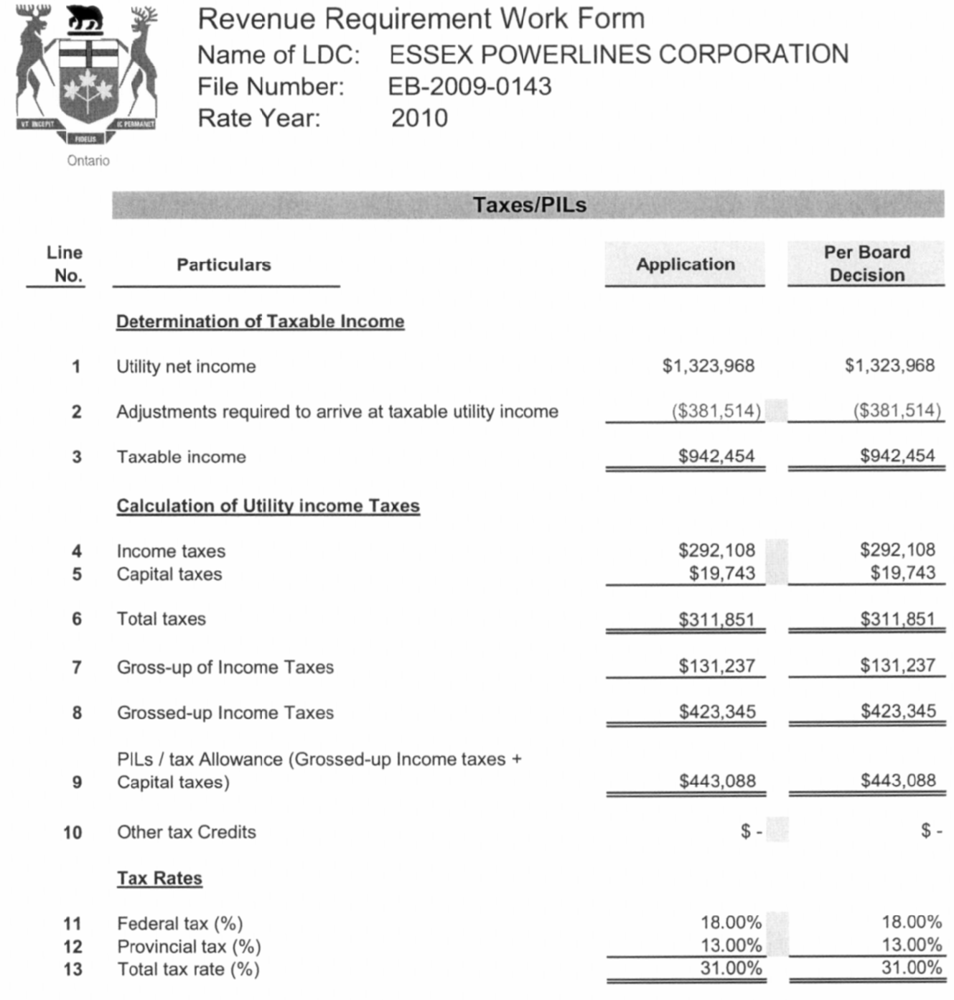 Revenue Requirement Work Form
Name of LDC: ESSEX POWERLINES CORPORATION
File Number: EB-2009-0143
Rate Year: 2010
VT INCEPIT
IC PERMANET
FIDELIS
Ontario
Taxes/PILs
Line No. Particulars Application Per Board Decision
Determination of Taxable Income
1 Utility net income $1,323,968 $1,323,968
2 Adjustments required to arrive at taxable utility income ($381,514) ($381,514)
3 Taxable income $942,454 $942,454
Calculation of Utility income Taxes
4 Income taxes $292,108 $292,108
5 Capital taxes $19,743 $19,743
6 Total taxes $311,851 $311,851
7 Gross-up of Income Taxes $131,237 $131,237
8 Grossed-up Income Taxes $423,345 $423,345
PILs / tax Allowance (Grossed-up Income taxes +
9 Capital taxes) $443,088 $443,088
10 Other tax Credits $ - $ -
Tax Rates
11 Federal tax (%) 18.00% 18.00%
12 Provincial tax (%) 13.00% 13.00%
13 Total tax rate (%) 31.00% 31.00%